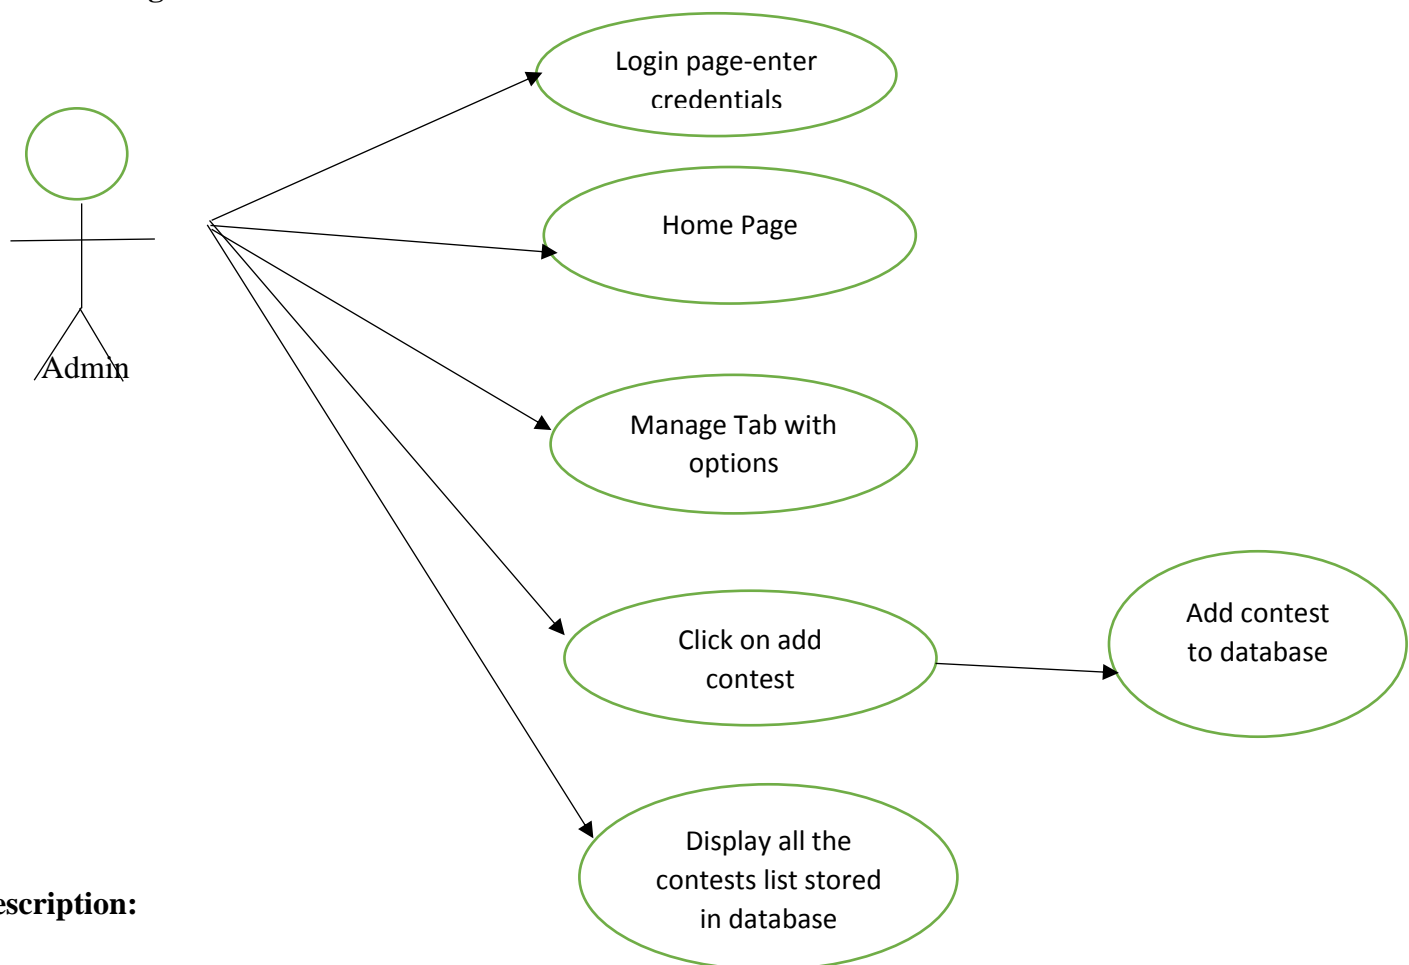 Login page-enter
credentials
Home Page
Admin
Manage Tab with
options
Click on add
contest
Add contest
to database
Display all the
contests list stored
in database
escription: